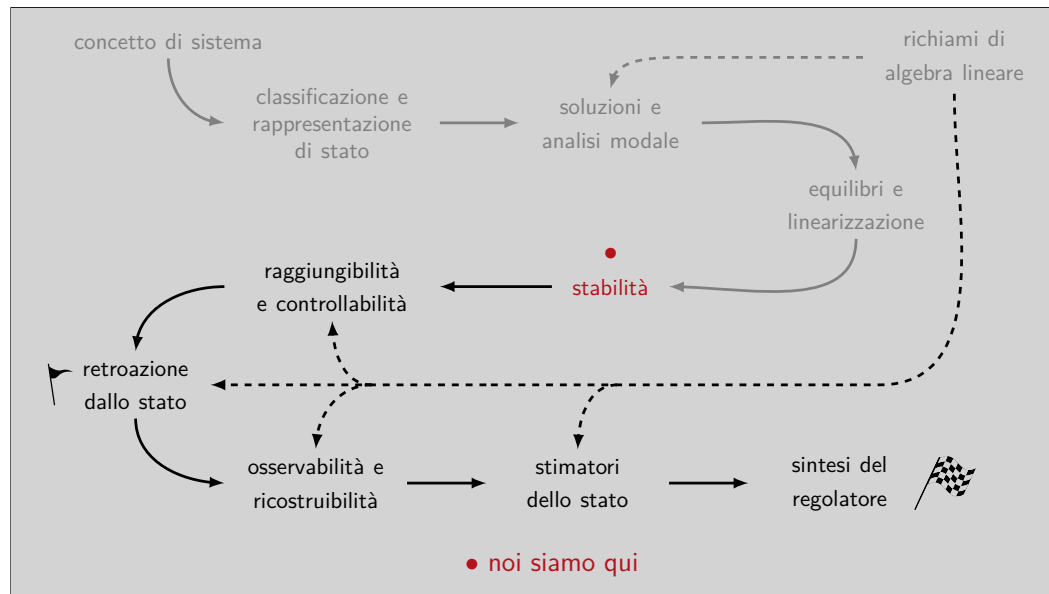 concetto di sistema
richiami di
algebra lineare
classificazione e
rappresentazione
di stato
soluzioni e
analisi modale
equilibri e
linearizzazione
raggiungibilità
e controllabilità
stabilità
retroazione
dallo stato
osservabilità e
ricostruibilità
stimatori
dello stato
sintesi del
regolatore
• noi siamo qui